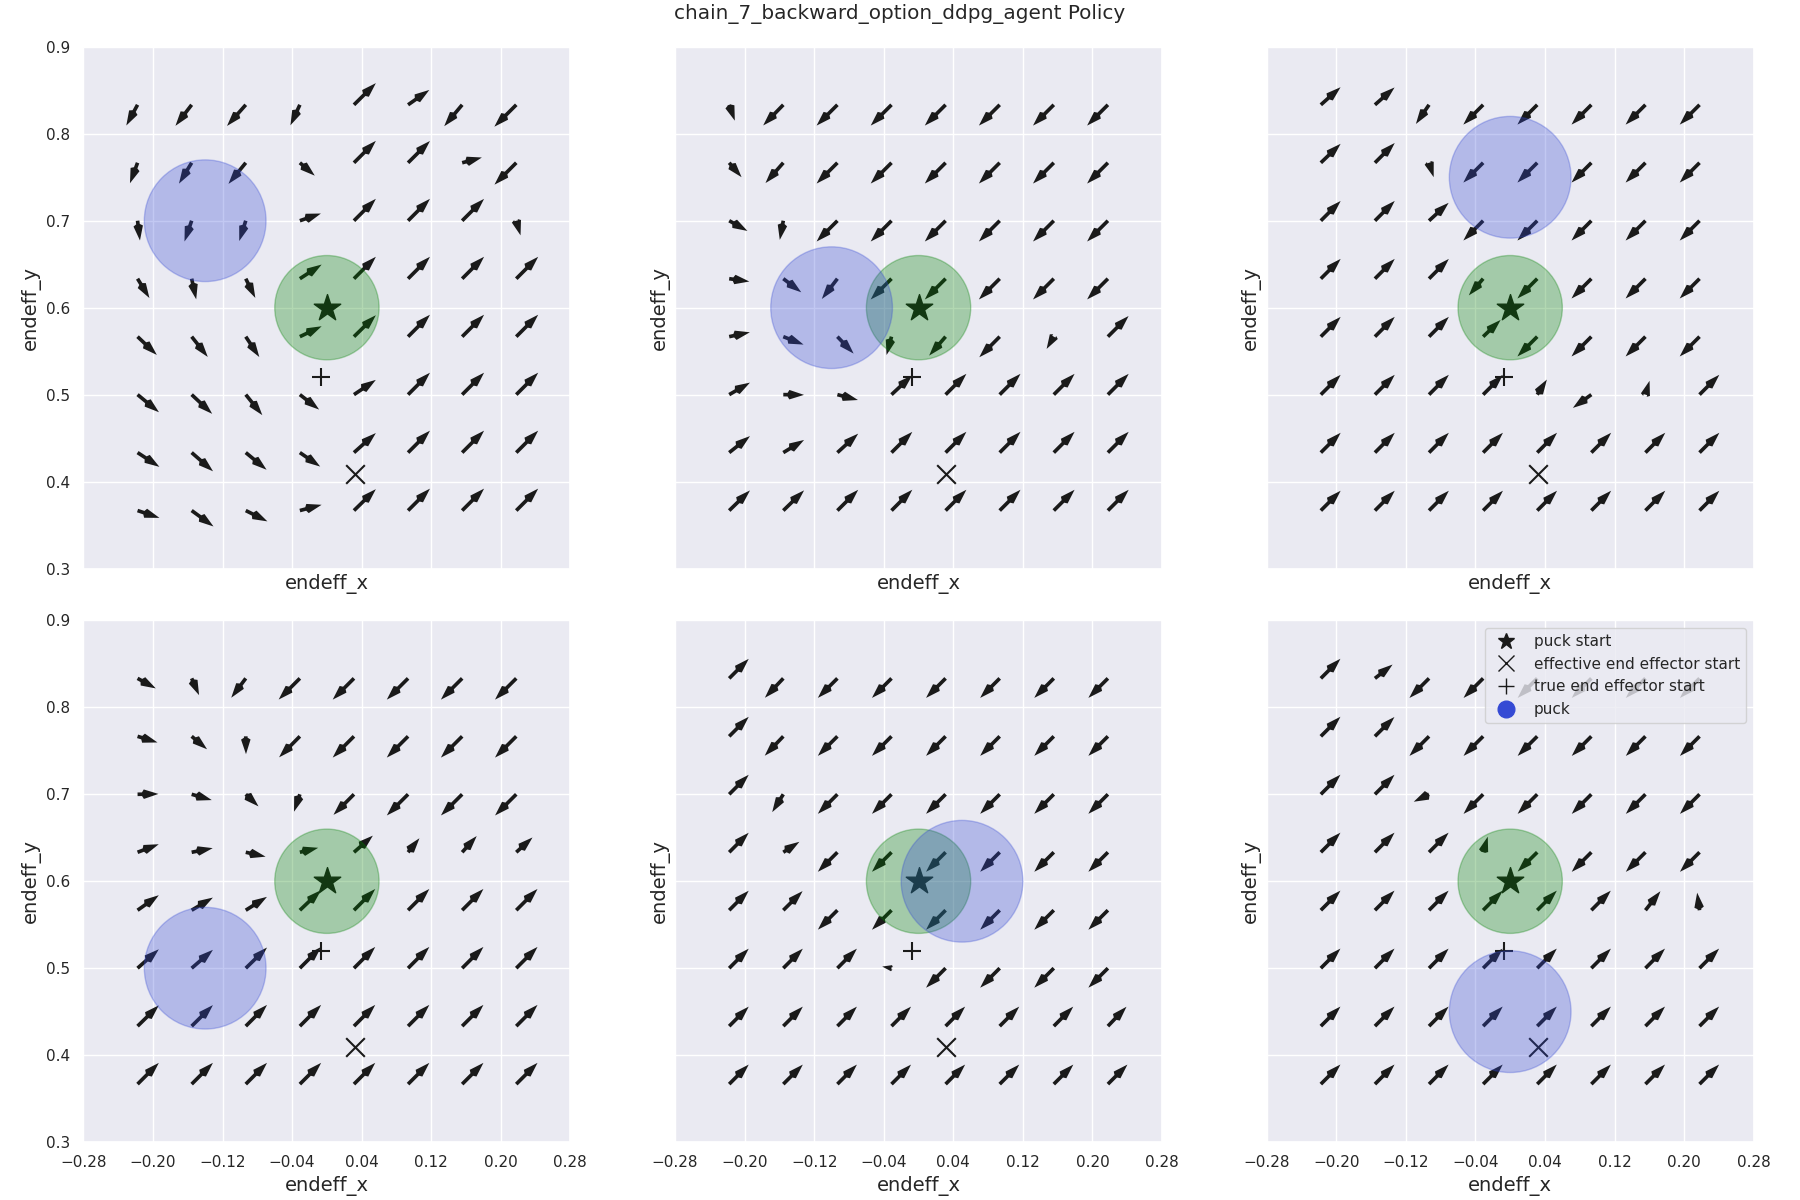 chain_7_backward_option_ddpg_agent Policy
0.9
0.8
0.7
0.6
0.5
0.4
0.3
endeff_y
endeff_x
endeff_y
endeff_x
endeff_y
endeff_x
0.9
0.8
0.7
0.6
0.5
0.4
0.3
endeff_y
−0.28 −0.20 −0.12 −0.04 0.04 0.12 0.20 0.28
endeff_x
endeff_y
−0.28 −0.20 −0.12 −0.04 0.04 0.12 0.20 0.28
endeff_x
puck start
effective end effector start
true end effector start
puck
endeff_y
−0.28 −0.20 −0.12 −0.04 0.04 0.12 0.20 0.28
endeff_x